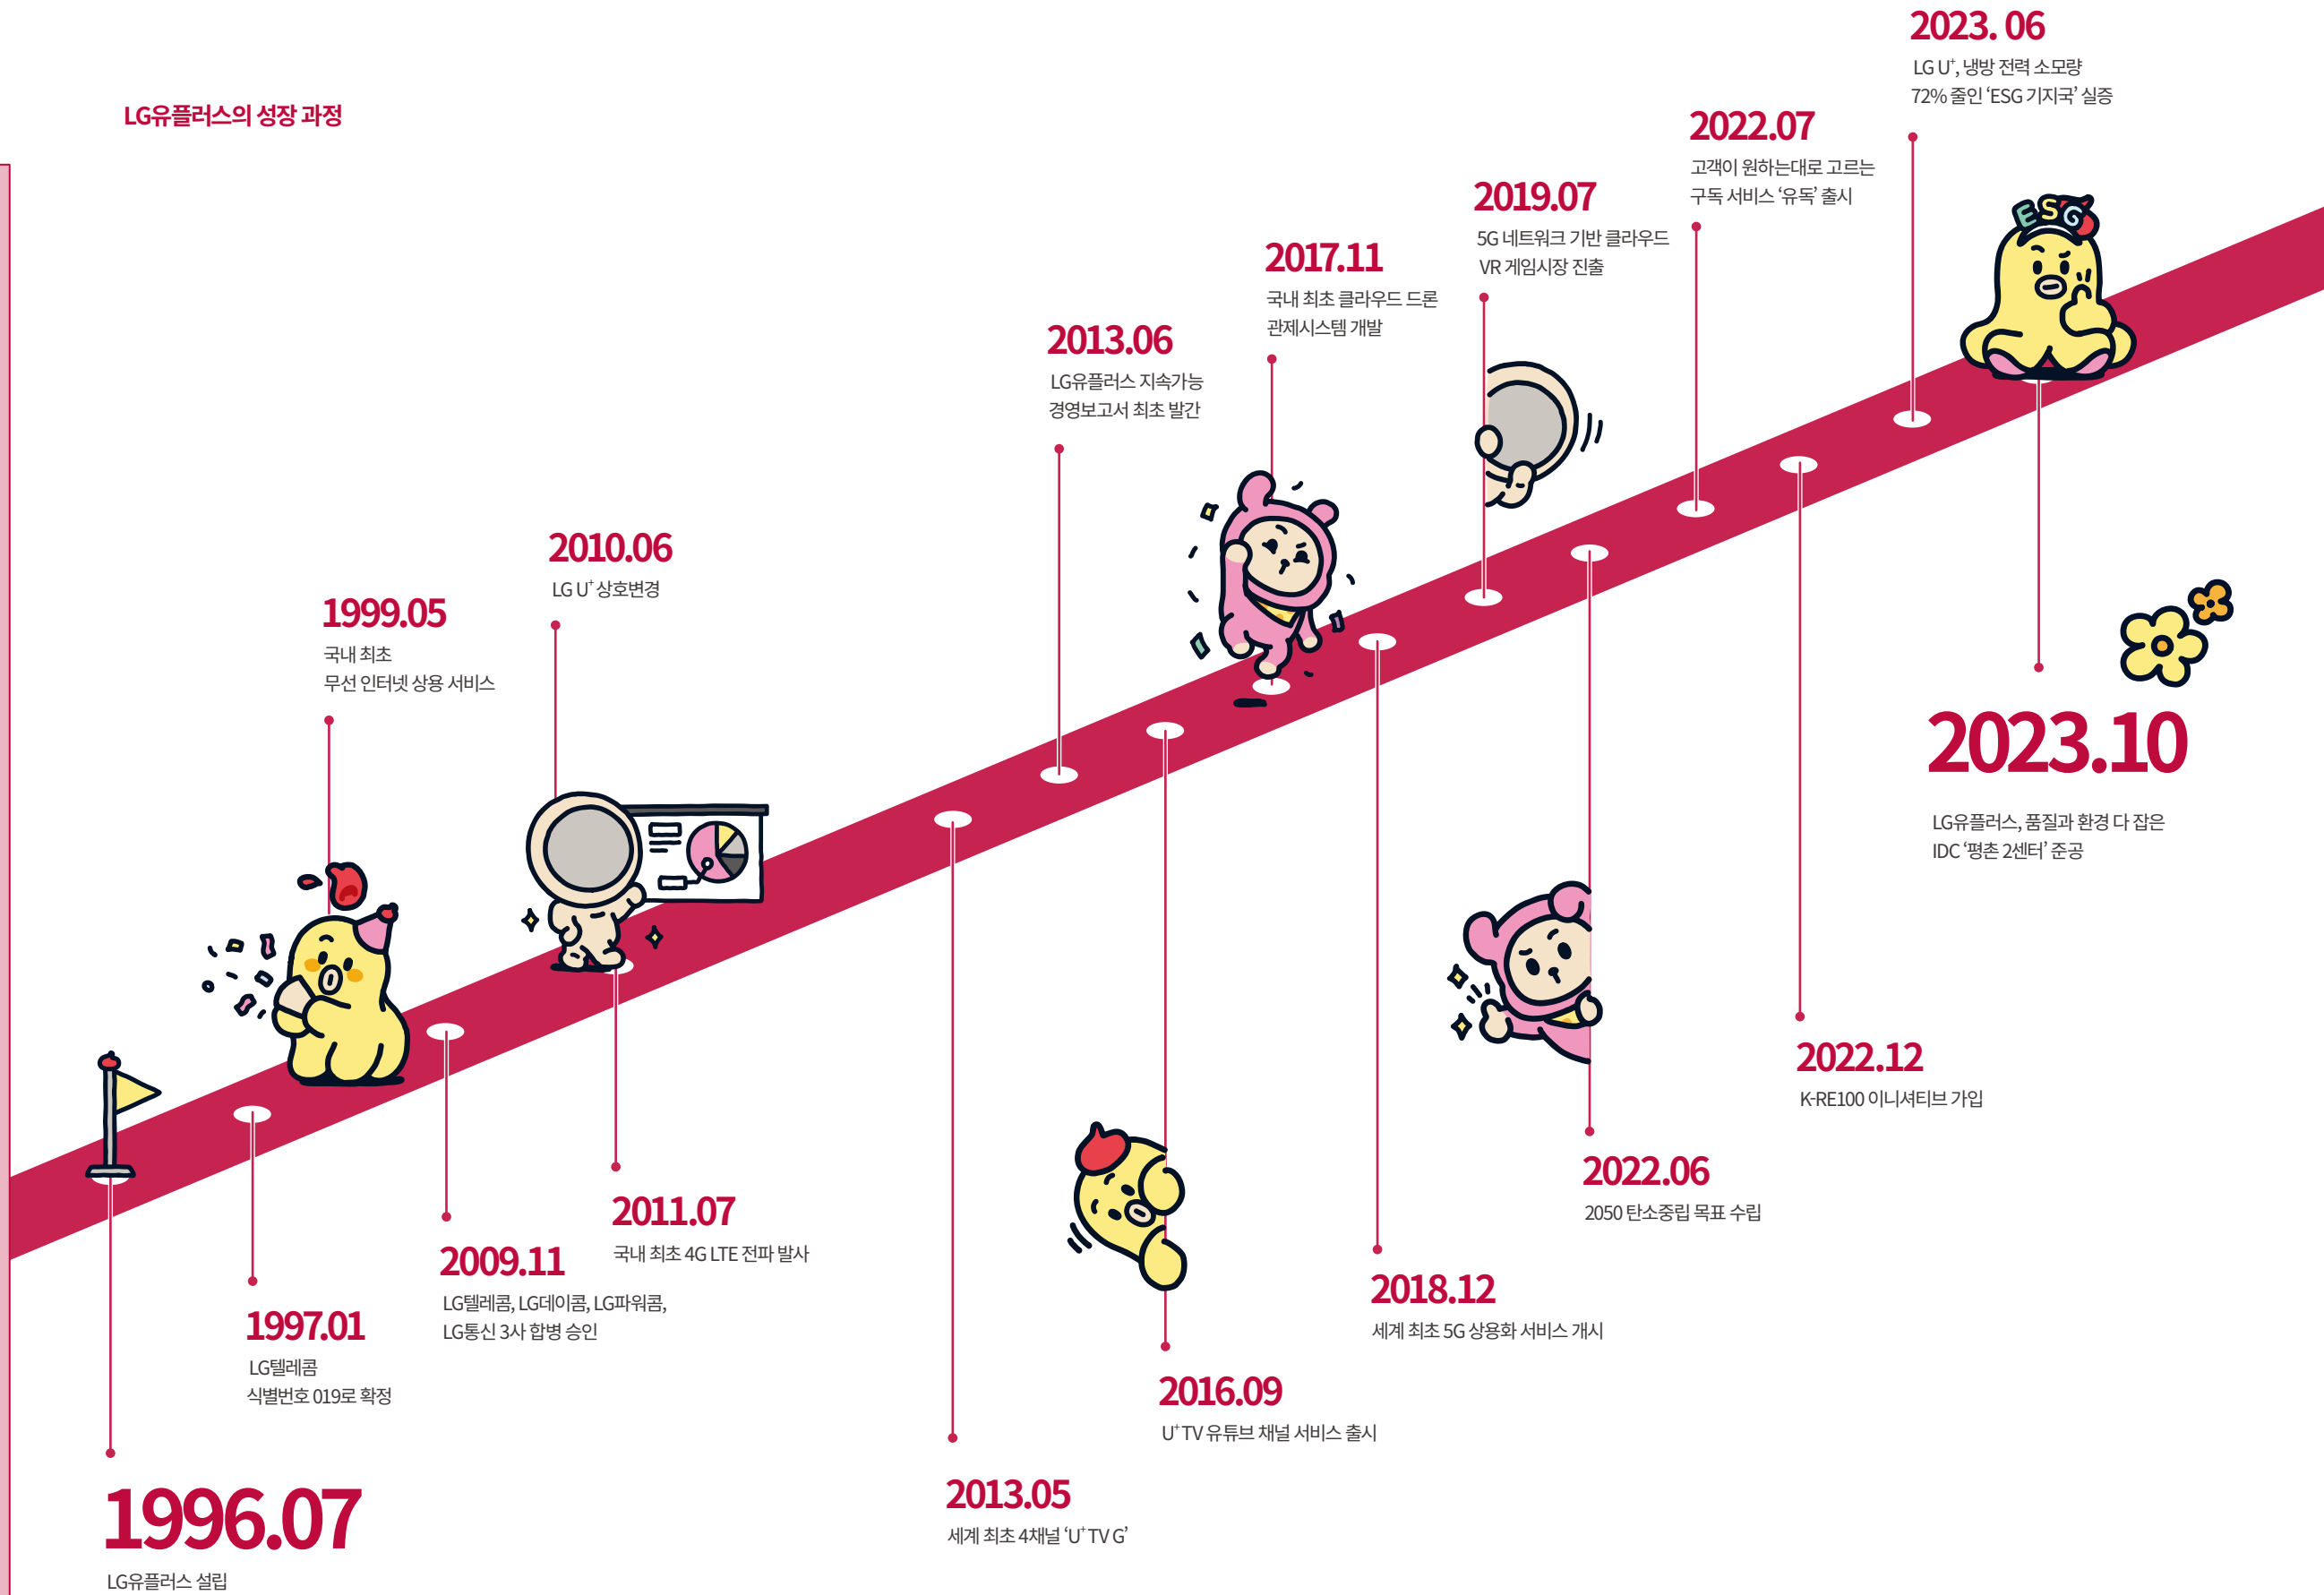 LG유플러스의 성장 과정
1996.07
LG유플러스 설립
1997.01
LG텔레콤
식별번호 019로 확정
1999.05
국내 최초
무선 인터넷 상용 서비스
2009.11
LG텔레콤, LG데이콤, LG파워콤,
LG통신 3사 합병 승인
2010.06
LG U⁺ 상호변경
2011.07
국내 최초 4G LTE 전파 발사
2013.05
세계 최초 4채널 ‘U⁺TV G’
2013.06
LG유플러스 지속가능
경영보고서 최초 발간
2016.09
U⁺TV 유튜브 채널 서비스 출시
2017.11
국내 최초 클라우드 드론
관제시스템 개발
2018.12
세계 최초 5G 상용화 서비스 개시
2019.07
5G 네트워크 기반 클라우드
VR 게임시장 진출
2022.06
2050 탄소중립 목표 수립
2022.07
고객이 원하는대로 고르는
구독 서비스 ‘유독’ 출시
2022.12
K-RE100 이니셔티브 가입
2023. 06
LG U⁺, 냉방 전력 소모량
72% 줄인 ‘ESG 기지국’ 실증
ESG
2023.10
LG유플러스, 품질과 환경 다 잡은
IDC ‘평촌 2센터’ 준공